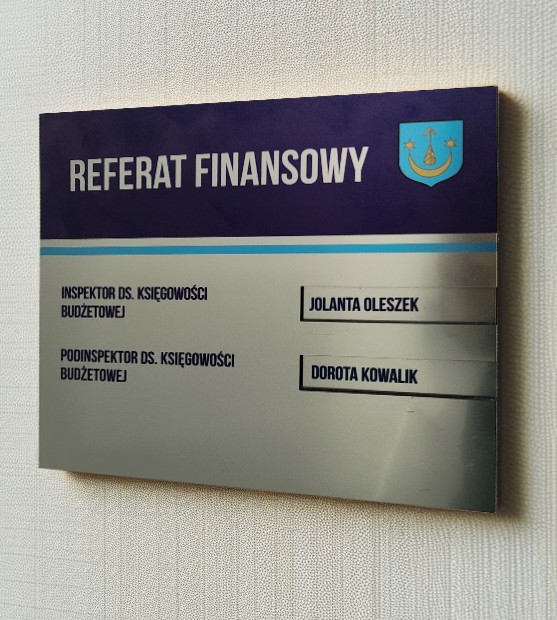 REFERAT FINANSOWY
INSPEKTOR DS. KSIĘGOWOŚCI
BUDŻETOWEJ
JOLANTA OLESZEK
PODINSPEKTOR DS. KSIĘGOWOŚCI
BUDŻETOWEJ
DOROTA KOWALIK